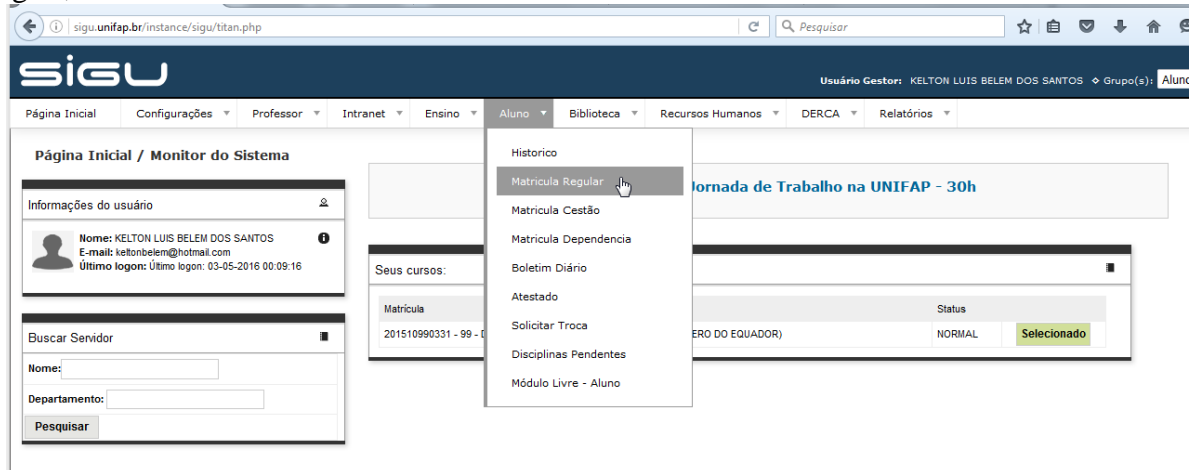 sigu.unifap.br/instance/sigu/titan.php
Pesquisar
sigu
Usuário Gestor: KELTON LUIS BELEM DOS SANTOS Grupo(s): Aluno
Página Inicial Configurações Professor Intranet Ensino Aluno Biblioteca Recursos Humanos DERCA Relatórios
Página Inicial / Monitor do Sistema
Historico
Matricula Regular
Matricula Cestão
Matricula Dependencia
Boletim Diário
Atestado
Solicitar Troca
Disciplinas Pendentes
Módulo Livre - Aluno
Jornada de Trabalho na UNIFAP - 30h
Informações do usuário
Nome: KELTON LUIS BELEM DOS SANTOS
E-mail: keltonbelem@hotmail.com
Último logon: Último logon: 03-05-2016 00:09:16
Buscar Servidor
Nome:
Departamento:
Pesquisar
Seus cursos:
Matrícula Status
201510990331 - 99 - ERO DO EQUADOR) NORMAL Selecionado